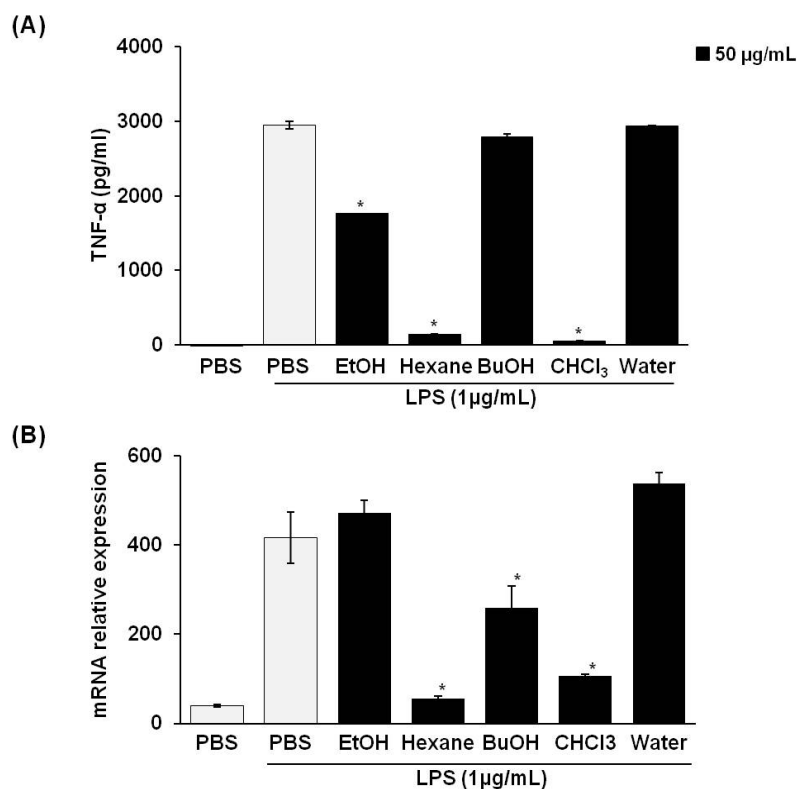 (A)
4000
3000
2000
1000
0
TNF-α (pg/ml)
50 µg/mL
*
*
*
PBS PBS EtOH Hexane BuOH CHCl₃ Water
LPS (1µg/mL)
(B)
600
400
200
0
mRNA relative expression
*
*
*
PBS PBS EtOH Hexane BuOH CHCl3 Water
LPS (1µg/mL)